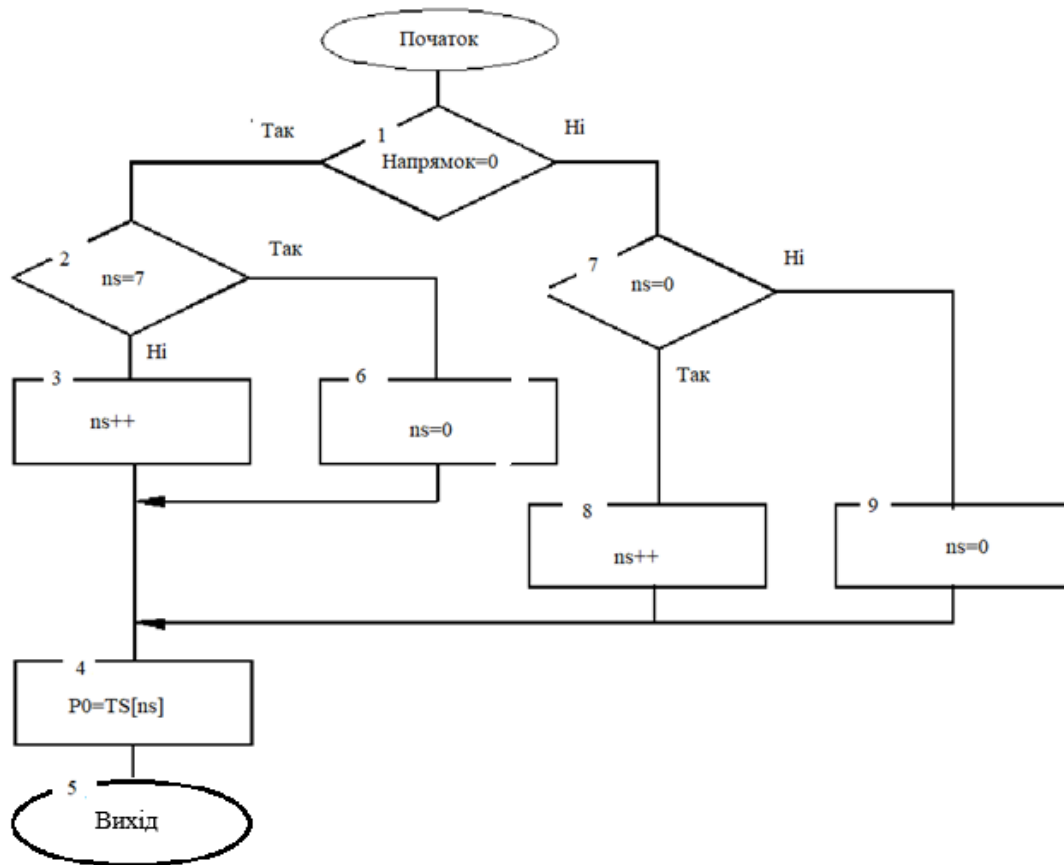 Початок
Так
1
Ні
Напрямок=0
2
Так
ns=7
7
Ні
ns=0
Ні
Так
3
ns++
6
ns=0
8
ns++
9
ns=0
4
P0=TS[ns]
5
Вихід